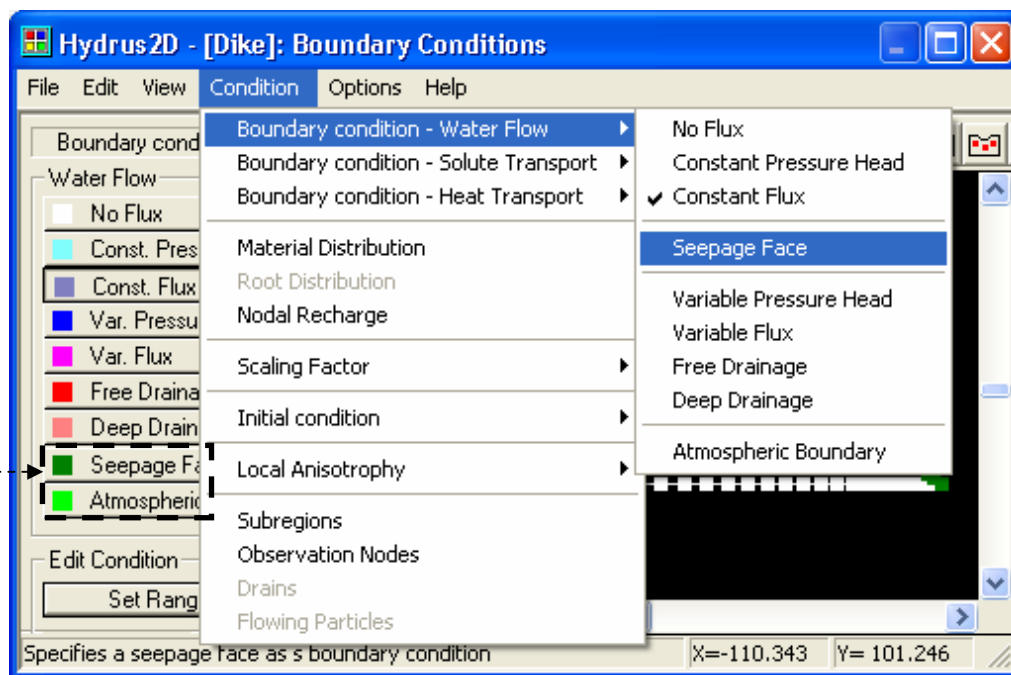 Hydrus2D - [Dike]: Boundary Conditions
File Edit View Condition Options Help
Boundary cond
Water Flow
No Flux
Const. Pres
Const. Flux
Var. Pressu
Var. Flux
Free Draina
Deep Drain
Seepage Fa
Atmospheric
Edit Condition
Set Rang
Boundary condition - Water Flow
Boundary condition - Solute Transport
Boundary condition - Heat Transport
Material Distribution
Root Distribution
Nodal Recharge
Scaling Factor
Initial condition
Local Anisotrophy
Subregions
Observation Nodes
Drains
Flowing Particles
No Flux
Constant Pressure Head
Constant Flux
Seepage Face
Variable Pressure Head
Variable Flux
Free Drainage
Deep Drainage
Atmospheric Boundary
Specifies a seepage face as s boundary condition
X=-110.343 Y= 101.246